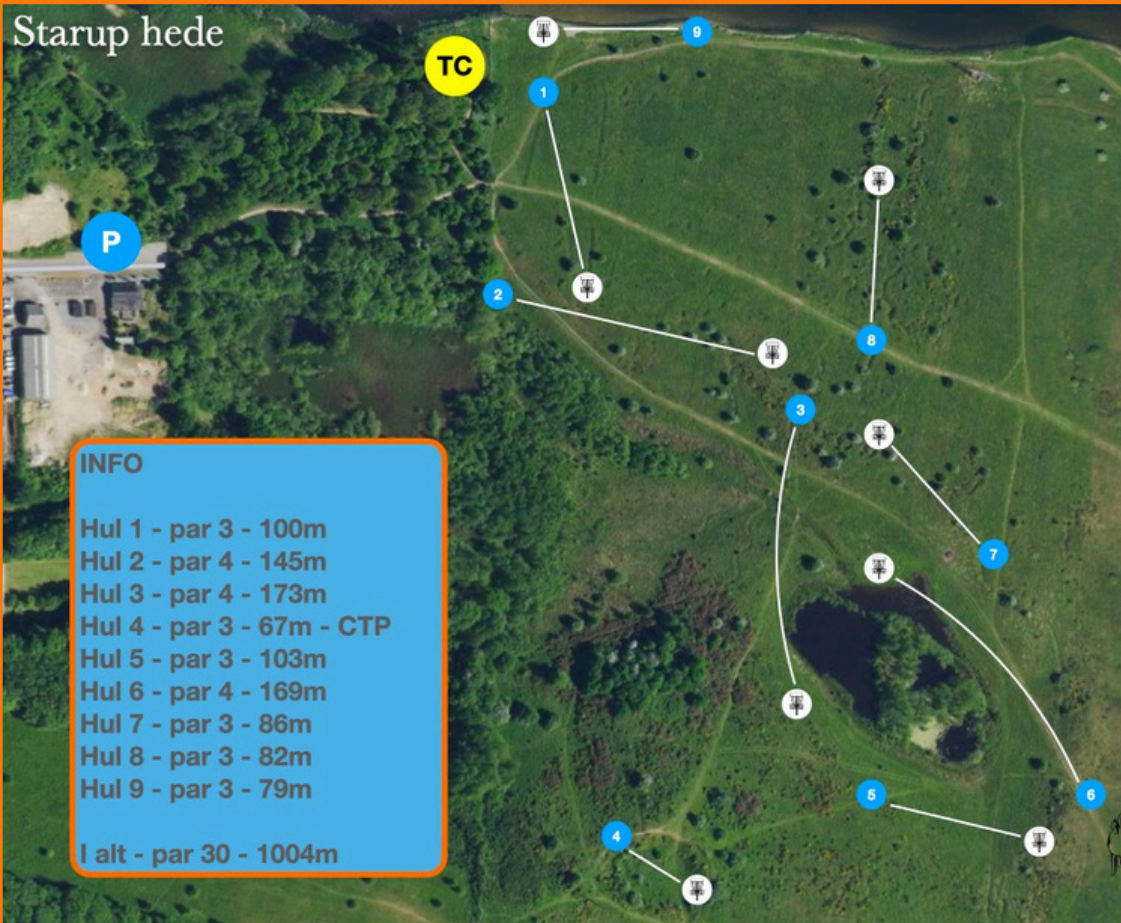 Starup hede
TC
9
1
P
2
8
3
7
INFO
Hul 1 - par 3 - 100m
Hul 2 - par 4 - 145m
Hul 3 - par 4 - 173m
Hul 4 - par 3 - 67m - CTP
Hul 5 - par 3 - 103m
Hul 6 - par 4 - 169m
Hul 7 - par 3 - 86m
Hul 8 - par 3 - 82m
Hul 9 - par 3 - 79m
I alt - par 30 - 1004m
5
6
4